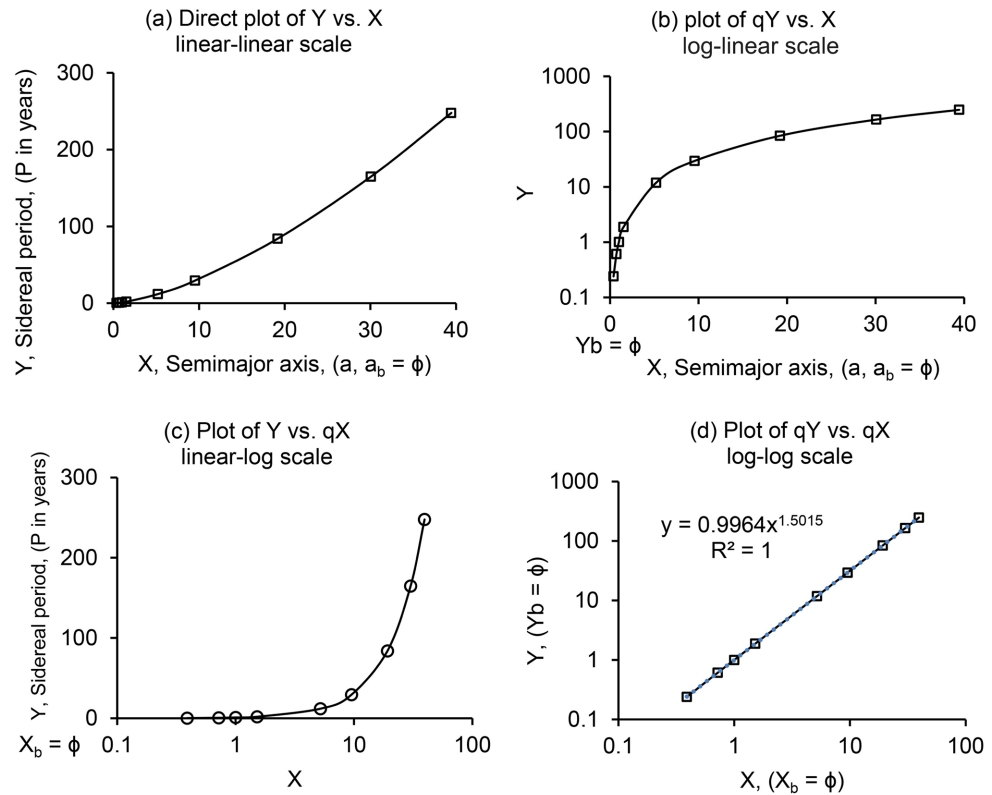 (a) Direct plot of Y vs. X
linear-linear scale
Y, Sidereal period, (P in years)
300
200
100
0
0 10 20 30 40
X, Semimajor axis, (a, a_b = ϕ)
(b) plot of qY vs. X
log-linear scale
Y
1000
100
10
1
0.1
0 10 20 30 40
Yb = ϕ
X, Semimajor axis, (a, a_b = ϕ)
(c) Plot of Y vs. qX
linear-log scale
Y, Sidereal period, (P in years)
300
200
100
0
X_b = ϕ 0.1 1 10 100
X
(d) Plot of qY vs. qX
log-log scale
Y, (Yb = ϕ)
1000
100
10
1
0.1
y = 0.9964x^1.5015
R² = 1
0.1 1 10 100
X, (X_b = ϕ)